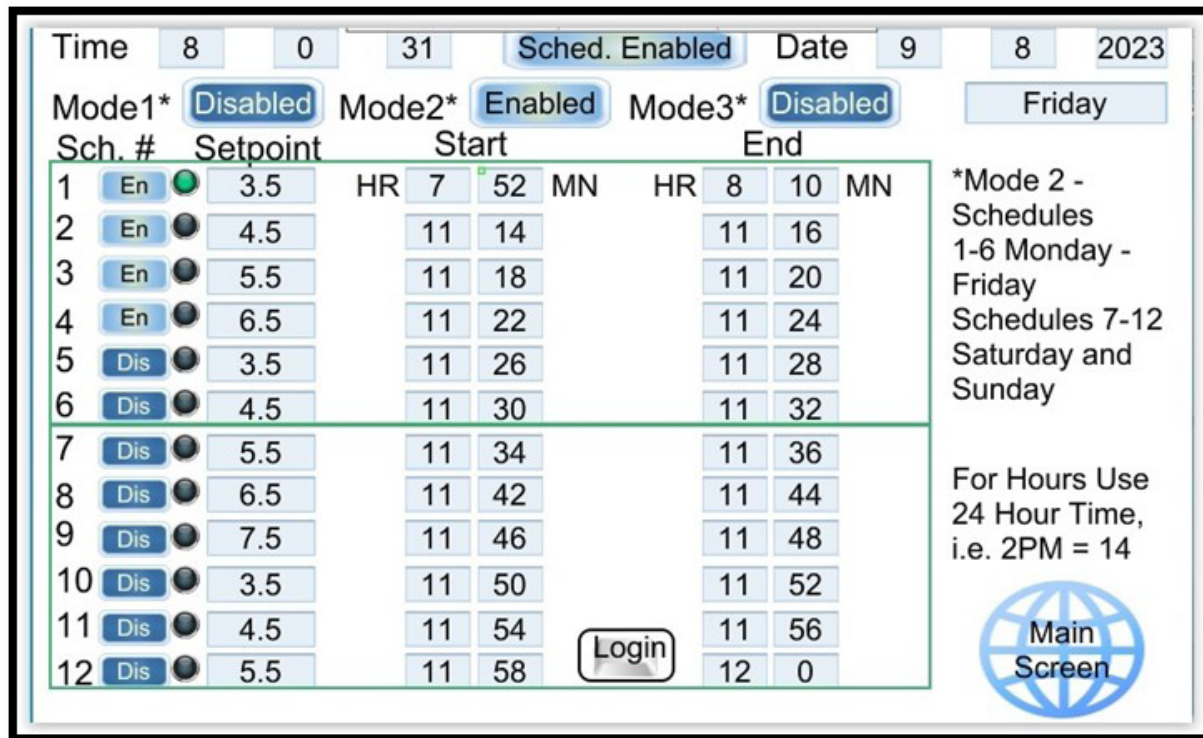 Time 8 0 31 Sched. Enabled Date 9 8 2023
Mode1* Disabled Mode2* Enabled Mode3* Disabled Friday
Sch. # Setpoint Start End
1 En 3.5 HR 7 52 MN HR 8 10 MN
2 En 4.5 11 14 11 16
3 En 5.5 11 18 11 20
4 En 6.5 11 22 11 24
5 Dis 3.5 11 26 11 28
6 Dis 4.5 11 30 11 32
7 Dis 5.5 11 34 11 36
8 Dis 6.5 11 42 11 44
9 Dis 7.5 11 46 11 48
10 Dis 3.5 11 50 11 52
11 Dis 4.5 11 54 11 56
12 Dis 5.5 11 58 12 0
Login
*Mode 2 -
Schedules
1-6 Monday -
Friday
Schedules 7-12
Saturday and
Sunday
For Hours Use
24 Hour Time,
i.e. 2PM = 14
Main
Screen